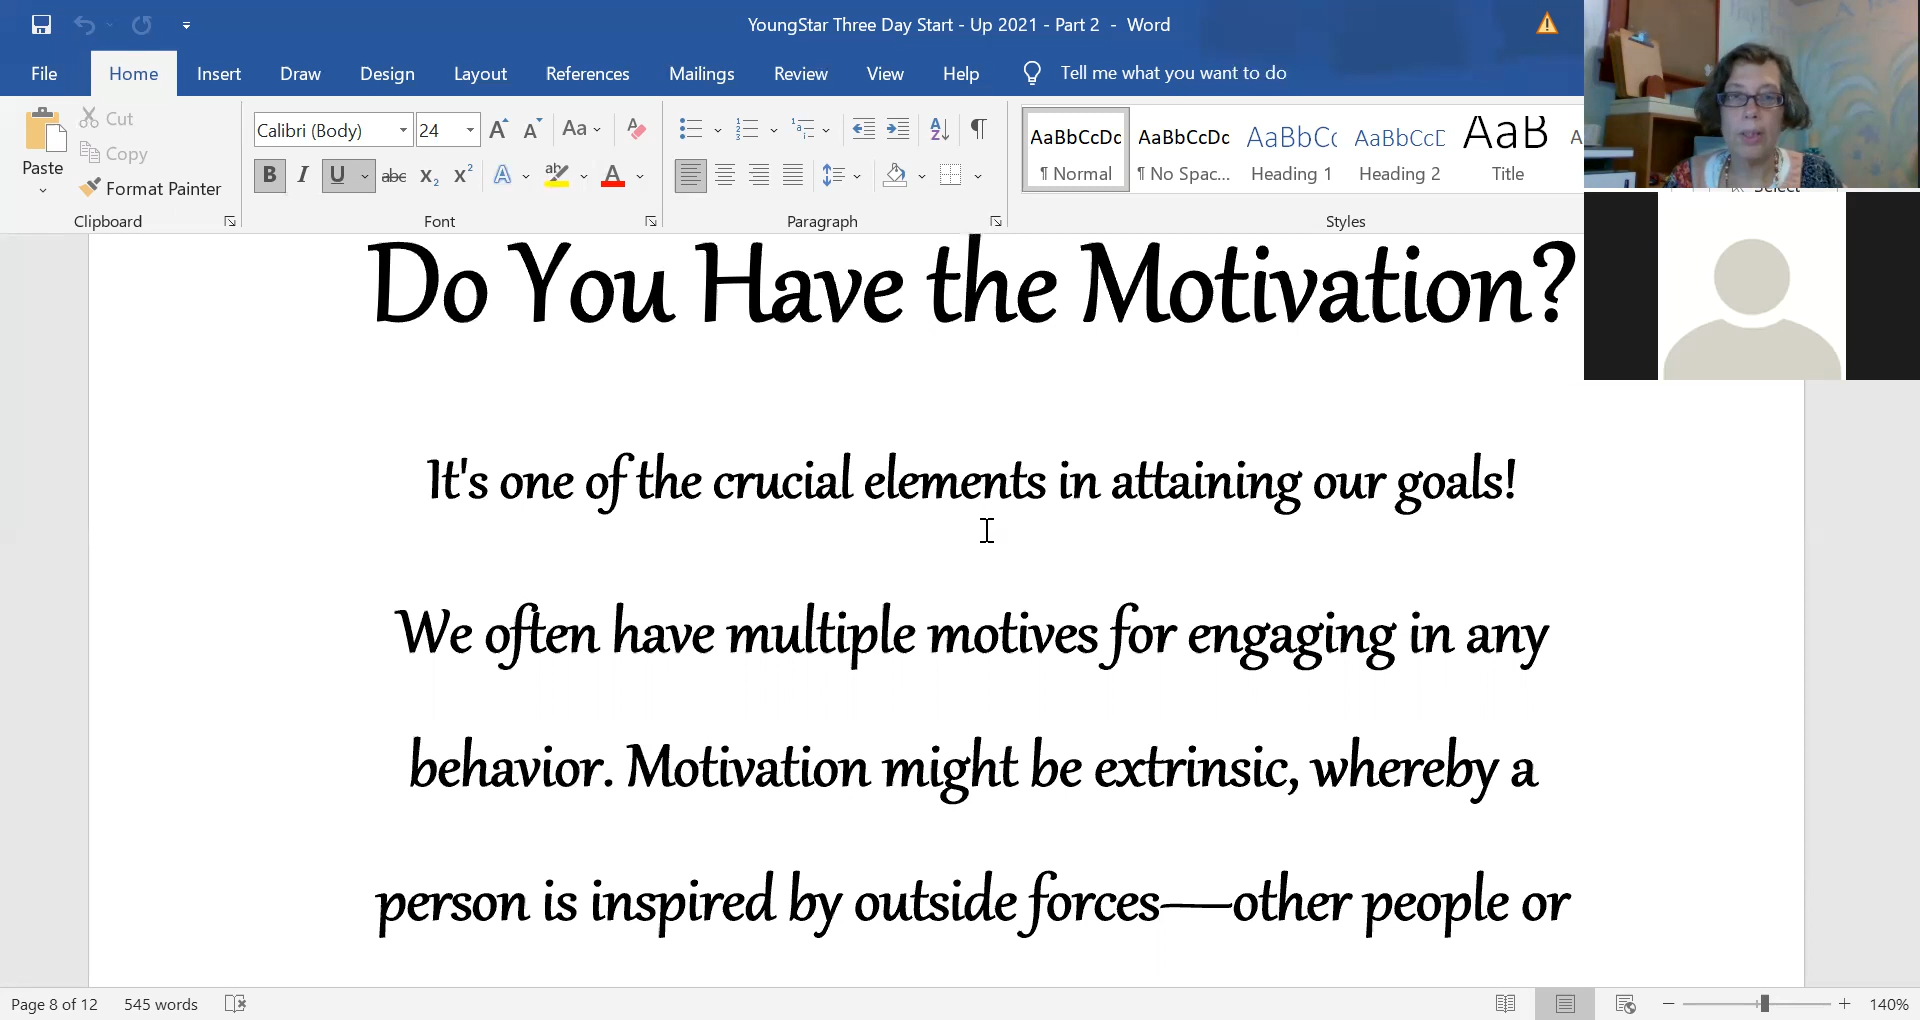 YoungStar Three Day Start - Up 2021 - Part 2 - Word
File Home Insert Draw Design Layout References Mailings Review View Help Tell me what you want to do
Paste
Cut
Copy
Format Painter
Clipboard
Calibri (Body) 24
Font
Paragraph
AaBbCcDc AaBbCcDc AaBbCc AaBbCcD AaB
¶ Normal ¶ No Spac... Heading 1 Heading 2 Title
Styles
Select
Do You Have the Motivation?
It's one of the crucial elements in attaining our goals!
We often have multiple motives for engaging in any
behavior. Motivation might be extrinsic, whereby a
person is inspired by outside forces—other people or
Page 8 of 12 545 words 140%